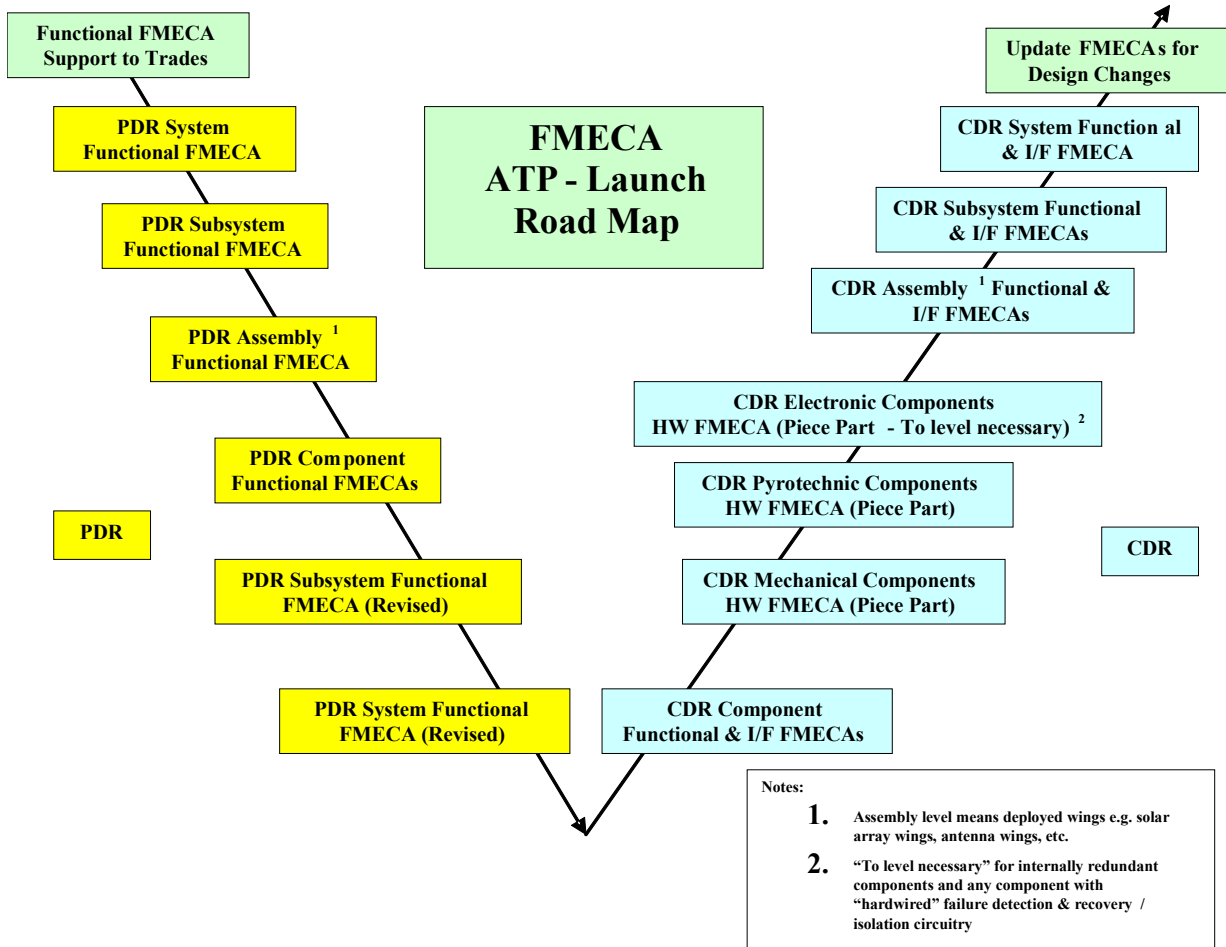 Functional FMECA
Support to Trades
PDR System
Functional FMECA
PDR Subsystem
Functional FMECA
PDR Assembly 1
Functional FMECA
PDR Component
Functional FMECAs
PDR
PDR Subsystem Functional
FMECA (Revised)
PDR System Functional
FMECA (Revised)
FMECA
ATP - Launch
Road Map
Update FMECAs for
Design Changes
CDR System Function al
& I/F FMECA
CDR Subsystem Functional
& I/F FMECAs
CDR Assembly 1 Functional &
I/F FMECAs
CDR Electronic Components
HW FMECA (Piece Part - To level necessary) 2
CDR Pyrotechnic Components
HW FMECA (Piece Part)
CDR
CDR Mechanical Components
HW FMECA (Piece Part)
CDR Component
Functional & I/F FMECAs
Notes:
1. Assembly level means deployed wings e.g. solar
array wings, antenna wings, etc.
2. “To level necessary” for internally redundant
components and any component with
“hardwired” failure detection & recovery /
isolation circuitry